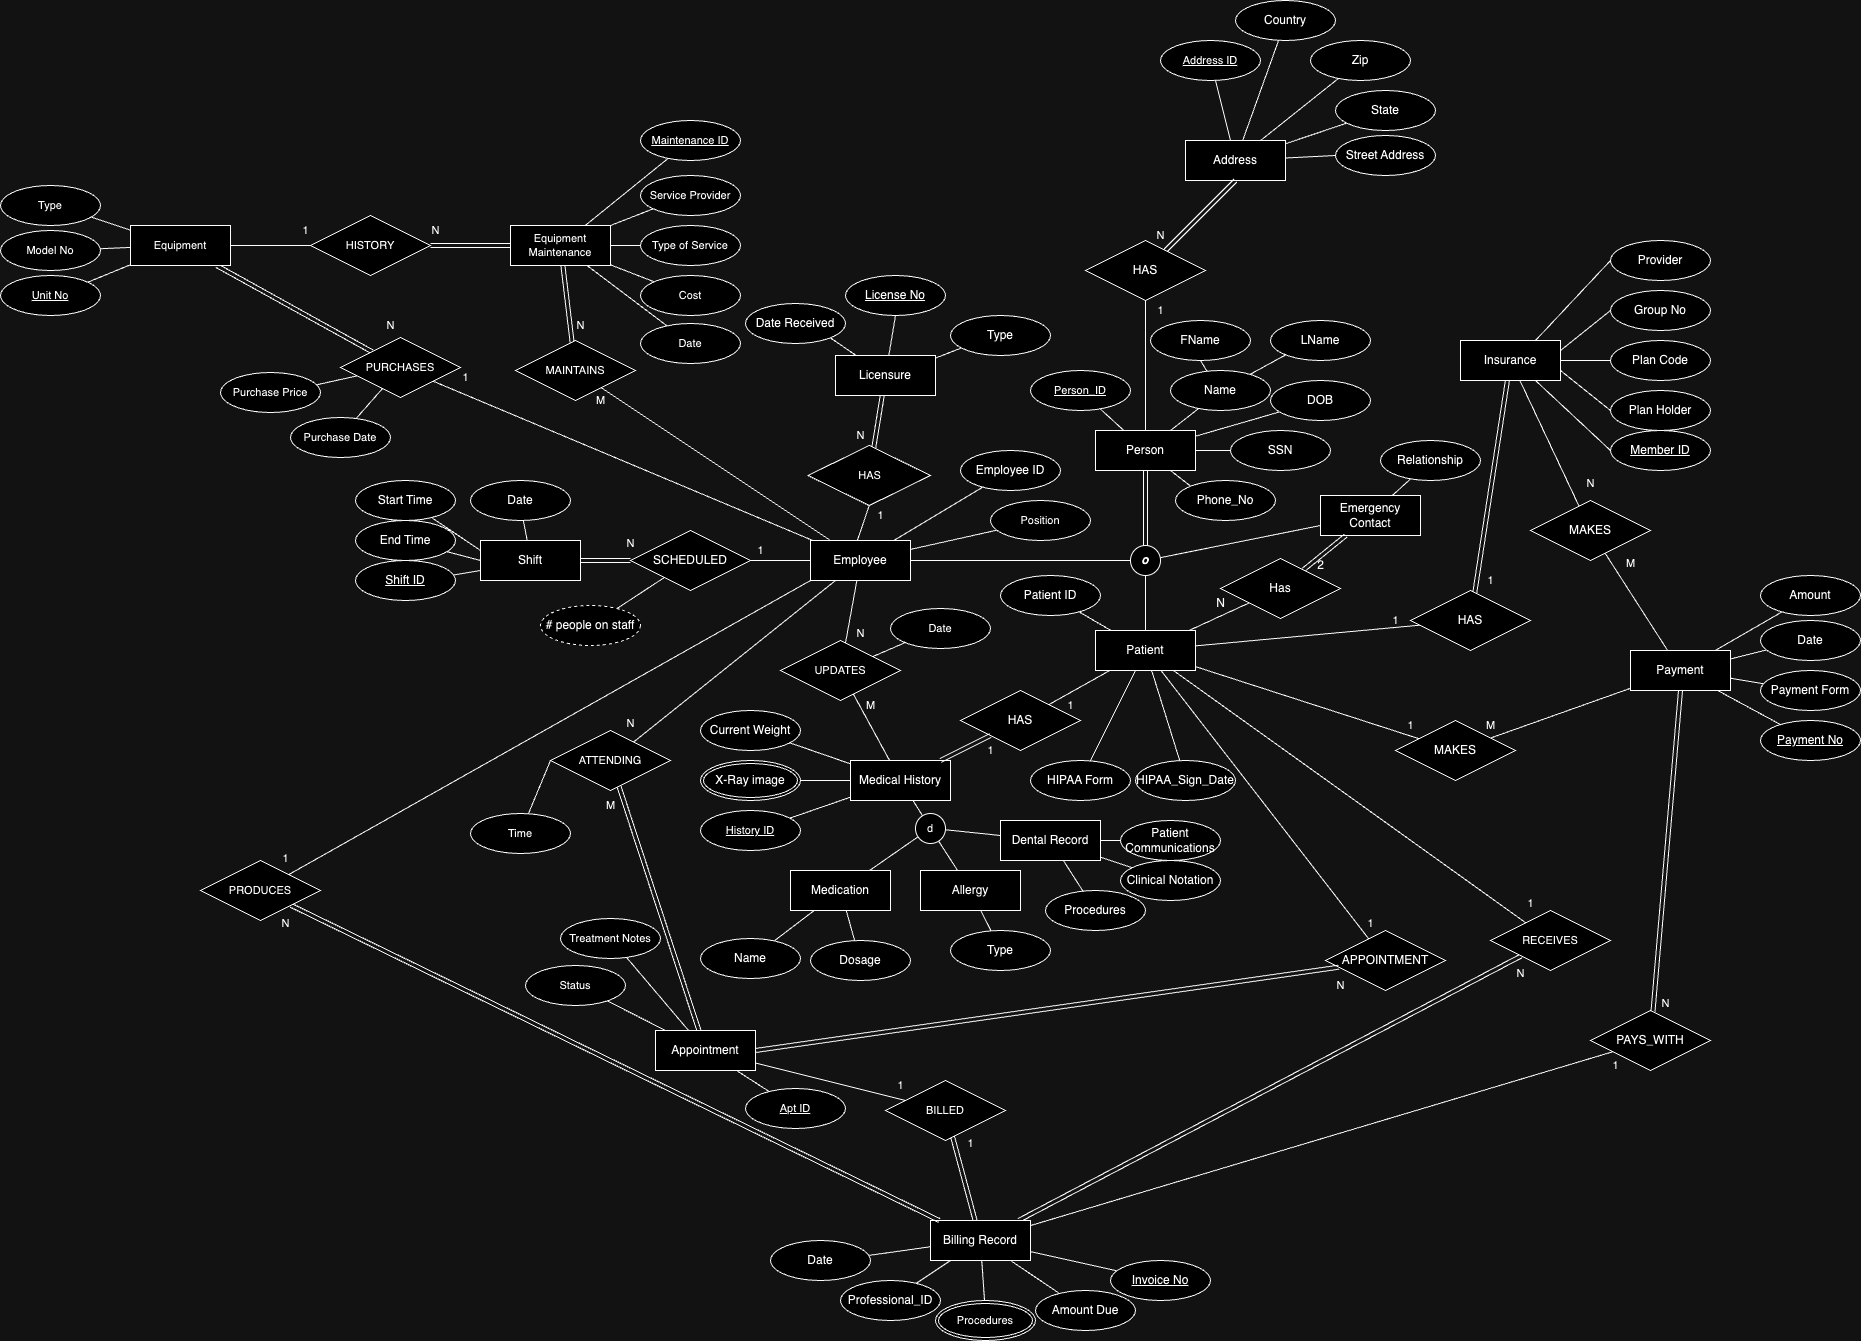 Country
Address ID
Zip
State
Address
Street Address
Maintenance ID
Service Provider
Type
Equipment
Model No
Unit No
1
HISTORY
N
Equipment
Maintenance
Type of Service
Cost
Date
N
HAS
1
Provider
Group No
Insurance
Plan Code
Plan Holder
Member ID
N
PURCHASES
1
Purchase Price
Purchase Date
N
MAINTAINS
M
License No
Date Received
Type
Licensure
N
HAS
1
FName
LName
Person_ID
Name
DOB
Person
SSN
Phone_No
Relationship
Emergency
Contact
Employee ID
Position
Start Time
Date
End Time
Shift
Shift ID
N
SCHEDULED
1
# people on staff
Employee
o
2
Has
N
N
MAKES
M
1
HAS
1
Patient ID
Patient
Amount
Date
Payment
Payment Form
Payment No
N
Date
UPDATES
M
HAS
1
1
Current Weight
X-Ray image
Medical History
History ID
HIPAA Form
HIPAA_Sign_Date
1
M
MAKES
N
ATTENDING
M
Time
d
Dental Record
Patient
Communications
Clinical Notation
Procedures
Medication
Allergy
Name
Dosage
Type
1
PRODUCES
N
1
APPOINTMENT
N
1
RECEIVES
N
Treatment Notes
Status
Appointment
Apt ID
N
PAYS_WITH
1
1
BILLED
1
Billing Record
Date
Professional_ID
Procedures
Amount Due
Invoice No